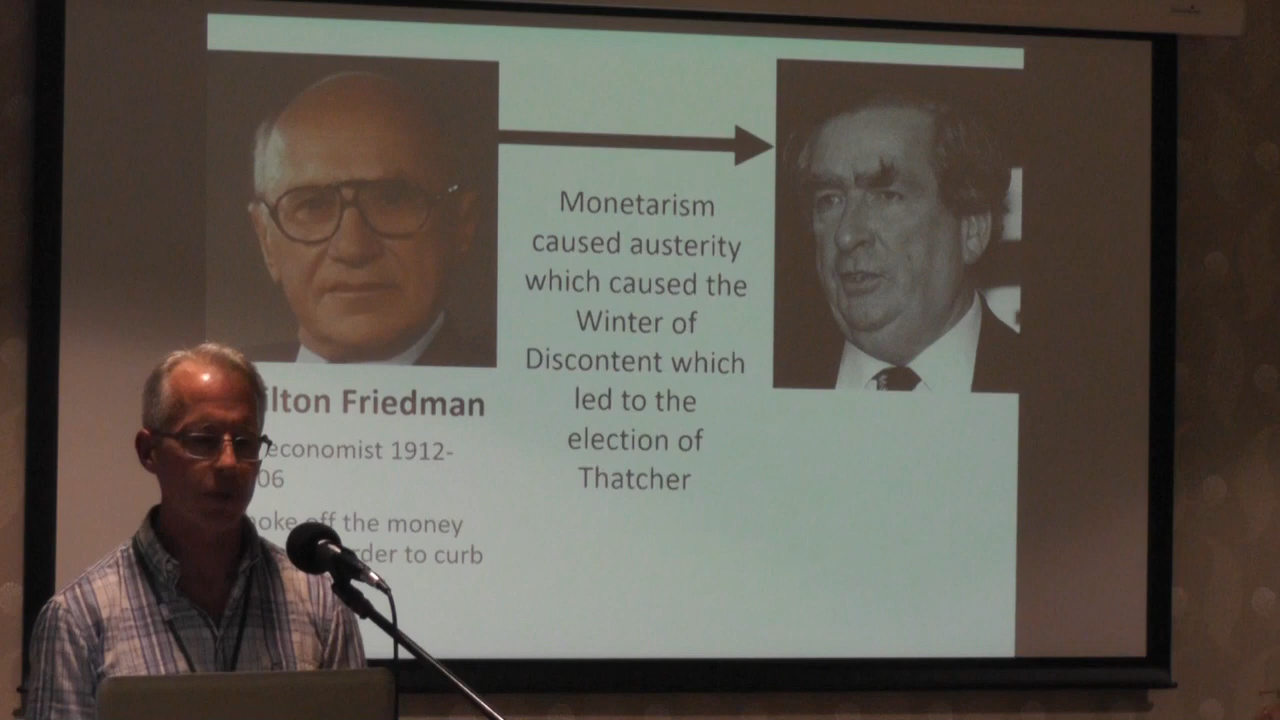 ilton Friedman
economist 1912-
06
oke off the money
rder to curb
Monetarism
caused austerity
which caused the
Winter of
Discontent which
led to the
election of
Thatcher